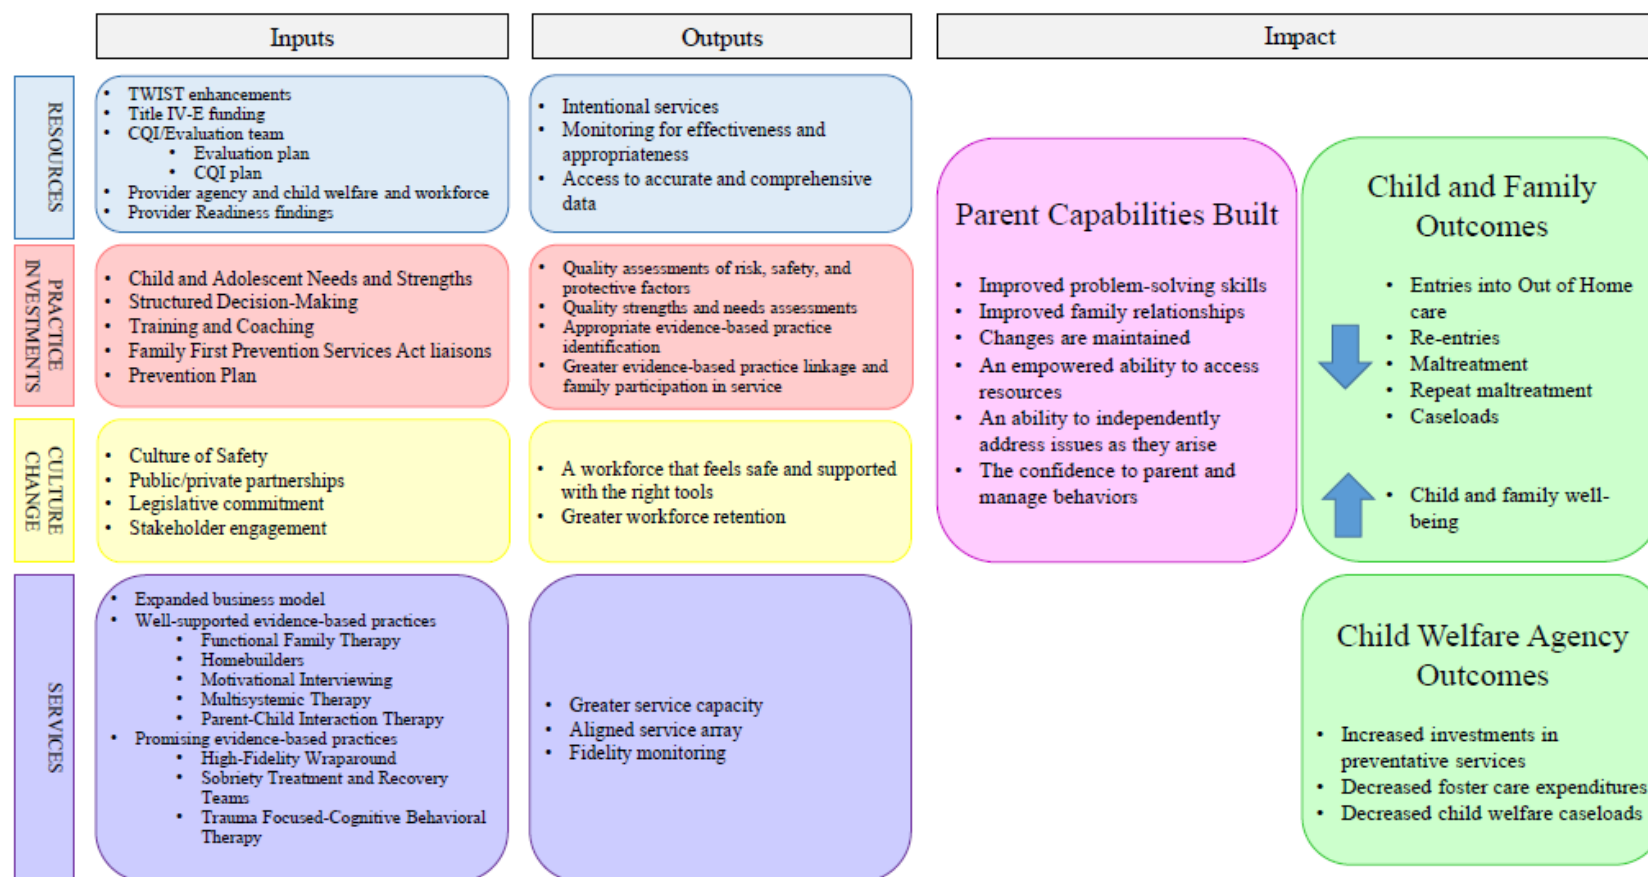 Inputs
Outputs
Impact
RESOURCES
• TWIST enhancements
• Title IV-E funding
• CQI/Evaluation team
• Evaluation plan
• CQI plan
• Provider agency and child welfare and workforce
• Provider Readiness findings
• Intentional services
• Monitoring for effectiveness and
appropriateness
• Access to accurate and comprehensive
data
PRACTICE
INVESTMENTS
• Child and Adolescent Needs and Strengths
• Structured Decision-Making
• Training and Coaching
• Family First Prevention Services Act liaisons
• Prevention Plan
• Quality assessments of risk, safety, and
protective factors
• Quality strengths and needs assessments
• Appropriate evidence-based practice
identification
• Greater evidence-based practice linkage and
family participation in service
CULTURE
CHANGE
• Culture of Safety
• Public/private partnerships
• Legislative commitment
• Stakeholder engagement
• A workforce that feels safe and supported
with the right tools
• Greater workforce retention
SERVICES
• Expanded business model
• Well-supported evidence-based practices
• Functional Family Therapy
• Homebuilders
• Motivational Interviewing
• Multisystemic Therapy
• Parent-Child Interaction Therapy
• Promising evidence-based practices
• High-Fidelity Wraparound
• Sobriety Treatment and Recovery
Teams
• Trauma Focused-Cognitive Behavioral
Therapy
• Greater service capacity
• Aligned service array
• Fidelity monitoring
Parent Capabilities Built
• Improved problem-solving skills
• Improved family relationships
• Changes are maintained
• An empowered ability to access
resources
• An ability to independently
address issues as they arise
• The confidence to parent and
manage behaviors
Child and Family
Outcomes
• Entries into Out of Home
care
• Re-entries
• Maltreatment
• Repeat maltreatment
• Caseloads
• Child and family well-
being
Child Welfare Agency
Outcomes
• Increased investments in
preventative services
• Decreased foster care expenditures
• Decreased child welfare caseloads